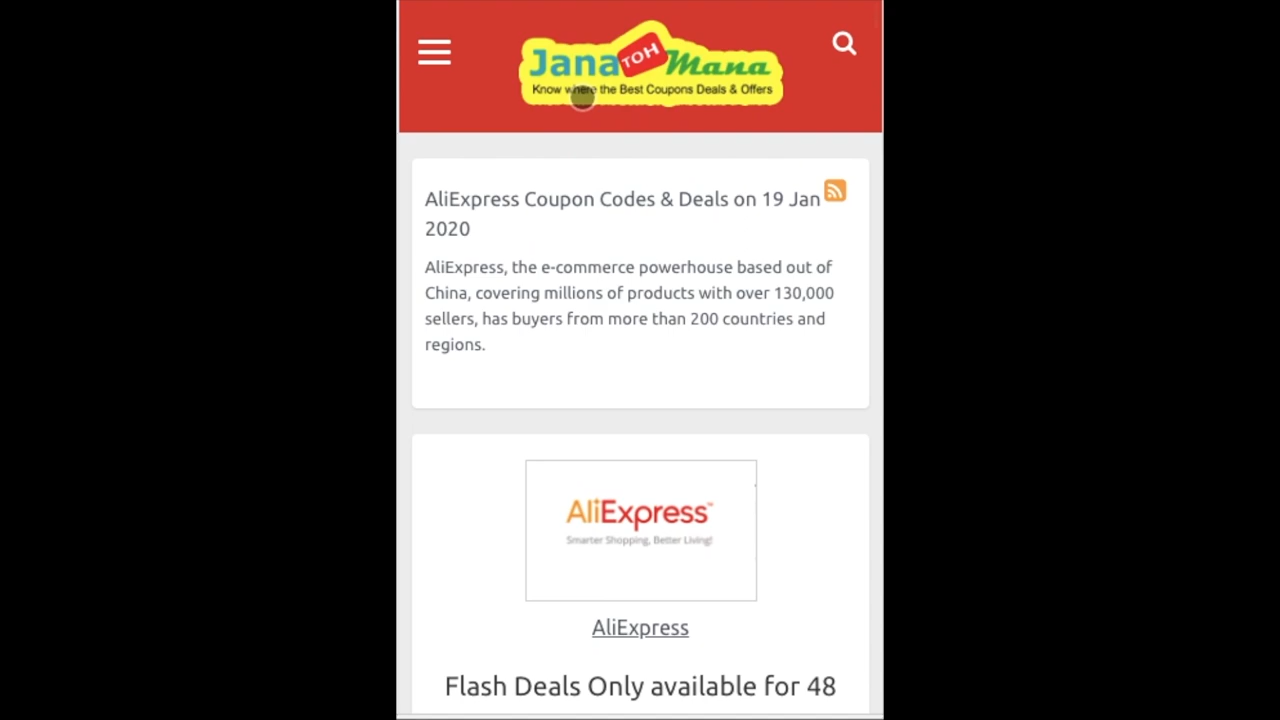 Jana TOH Mana
Know where the Best Coupons Deals & Offers
AliExpress Coupon Codes & Deals on 19 Jan
2020
AliExpress, the e-commerce powerhouse based out of
China, covering millions of products with over 130,000
sellers, has buyers from more than 200 countries and
regions.
AliExpress™
Smarter Shopping, Better Living!
AliExpress
Flash Deals Only available for 48